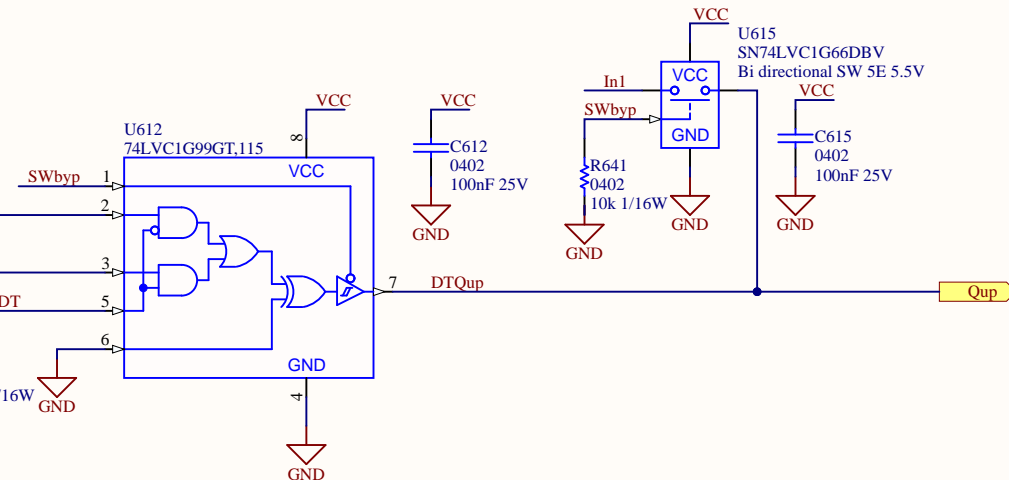 VCC
U615
SN74LVC1G66DBV
Bi directional SW 5E 5.5V
VCC
In1
VCC
SWbyp
GND
C615
0402
100nF 25V
R641
0402
10k 1/16W
GND
GND
GND
VCC
VCC
U612
74LVC1G99GT,115
8
VCC
C612
0402
100nF 25V
GND
SWbyp
1
2
3
DT
5
6
7
DTQup
Qup
GND
4
/16W
GND
GND